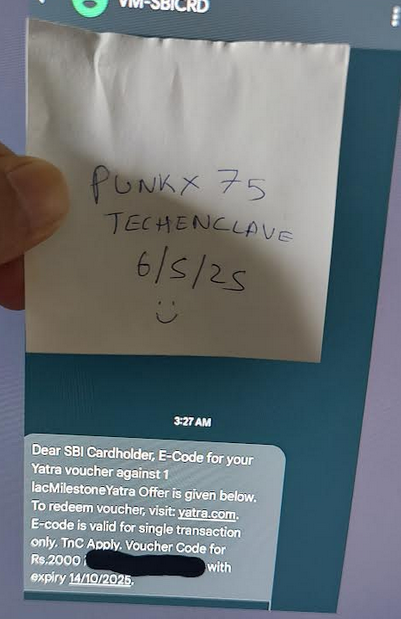 VM-SBICRD
PUNKX 75
TECHENCLAVE
6/5/25
3:27 AM
Dear SBI Cardholder, E-Code for your
Yatra voucher against 1
lacMilestoneYatra Offer is given below.
To redeem voucher, visit: yatra.com.
E-code is valid for single transaction
only. TnC Apply. Voucher Code for
Rs.2000 with
expiry 14/10/2025.